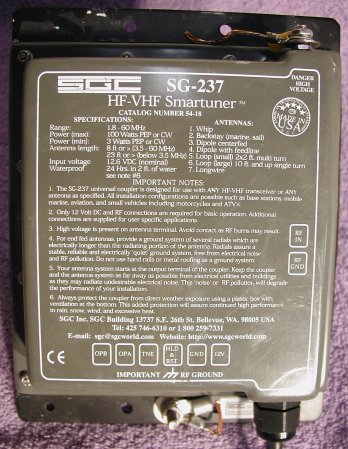 SGC
SG-237
HF-VHF Smartuner ™
CATALOG NUMBER 54-18
DANGER
HIGH
VOLTAGE
MADE IN
USA
SPECIFICATIONS:
Range: 1.8 - 60 MHz
Power (max): 100 Watts PEP or CW
Power (min): 3 Watts PEP or CW
Antenna length: 8 ft or > (3.5 - 60 MHz)
23 ft or > (below 3.5 MHz)
Input voltage 12.6 VDC (nominal)
Waterproof 24 Hrs. in 2 ft. of water
see note #6
ANTENNAS:
1. Whip
2. Backstay (marine, sail)
3. Dipole centerfed
4. Dipole with feedline
5. Loop (small) 2x2 ft. multi turn
6. Loop (large) 10 ft. and up single turn
7. Longwire
IMPORTANT NOTES:
1. The SG-237 universal coupler is designed for use with ANY HF-VHF transceiver or ANY
antenna as specified. All installation configurations are possible such as base stations, mobile
marine, aviation, and small vehicles including motorcycles and ATV's.
2. Only 12 Volt DC and RF connections are required for basic operation. Additional
connections are supplied for user specific applications.
3. High voltage is present on antenna terminal. Avoid contact as RF burns may result.
4. For end fed antennas, provide a ground system of several radials which are
electrically longer than the radiating portion of the antenna. Radials assure a
stable, reliable and electrically 'quiet' ground system, free from electrical noise
and RF pollution. Do not use hand rails or metal roofing as a ground system.
5. Your antenna system starts at the output terminal of the coupler. Keep the coupler
and the antenna system as far away as possible from electrical utilities and buildings
as they may radiate undesirable electrical noise. This 'noise' or RF pollution, will degrade
the performance of your installation.
6. Always protect the coupler from direct weather exposure using a plastic box with
ventilation at the bottom. This added protection will assure continued high performance
in rain, snow, wind, and excessive heat.
SGC Inc. SGC Building 13737 S.E. 26th St. Bellevue, WA. 98005 USA
Tel: 425 746-6310 or 1 800 259-7331
E-mail: sgc@sgcworld.com Website: http://www.sgcworld.com
RF
IN
RF
GND
CE
OPB
OPA
TNE
HLD
&
RST
GND
12V
IMPORTANT RF GROUND